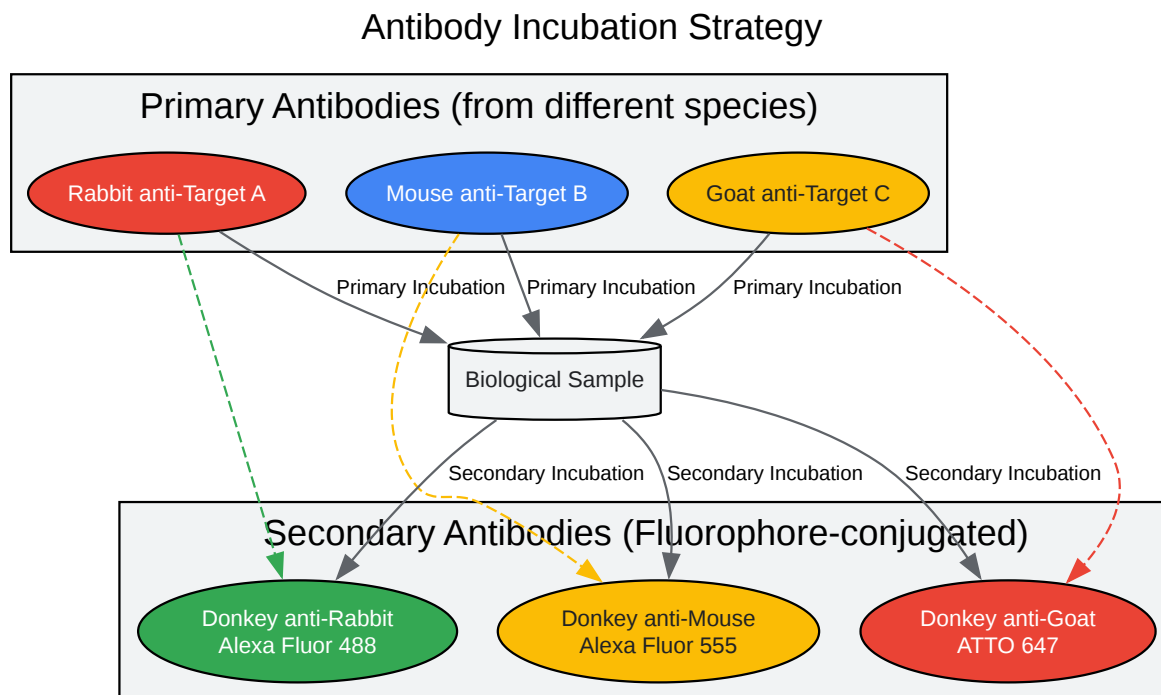 Antibody Incubation Strategy
Primary Antibodies (from different species)
Rabbit anti-Target A
Mouse anti-Target B
Goat anti-Target C
Primary Incubation
Primary Incubation
Primary Incubation
Biological Sample
Secondary Incubation
Secondary Incubation
Secondary Incubation
Secondary Antibodies (Fluorophore-conjugated)
Donkey anti-Rabbit
Alexa Fluor 488
Donkey anti-Mouse
Alexa Fluor 555
Donkey anti-Goat
ATTO 647